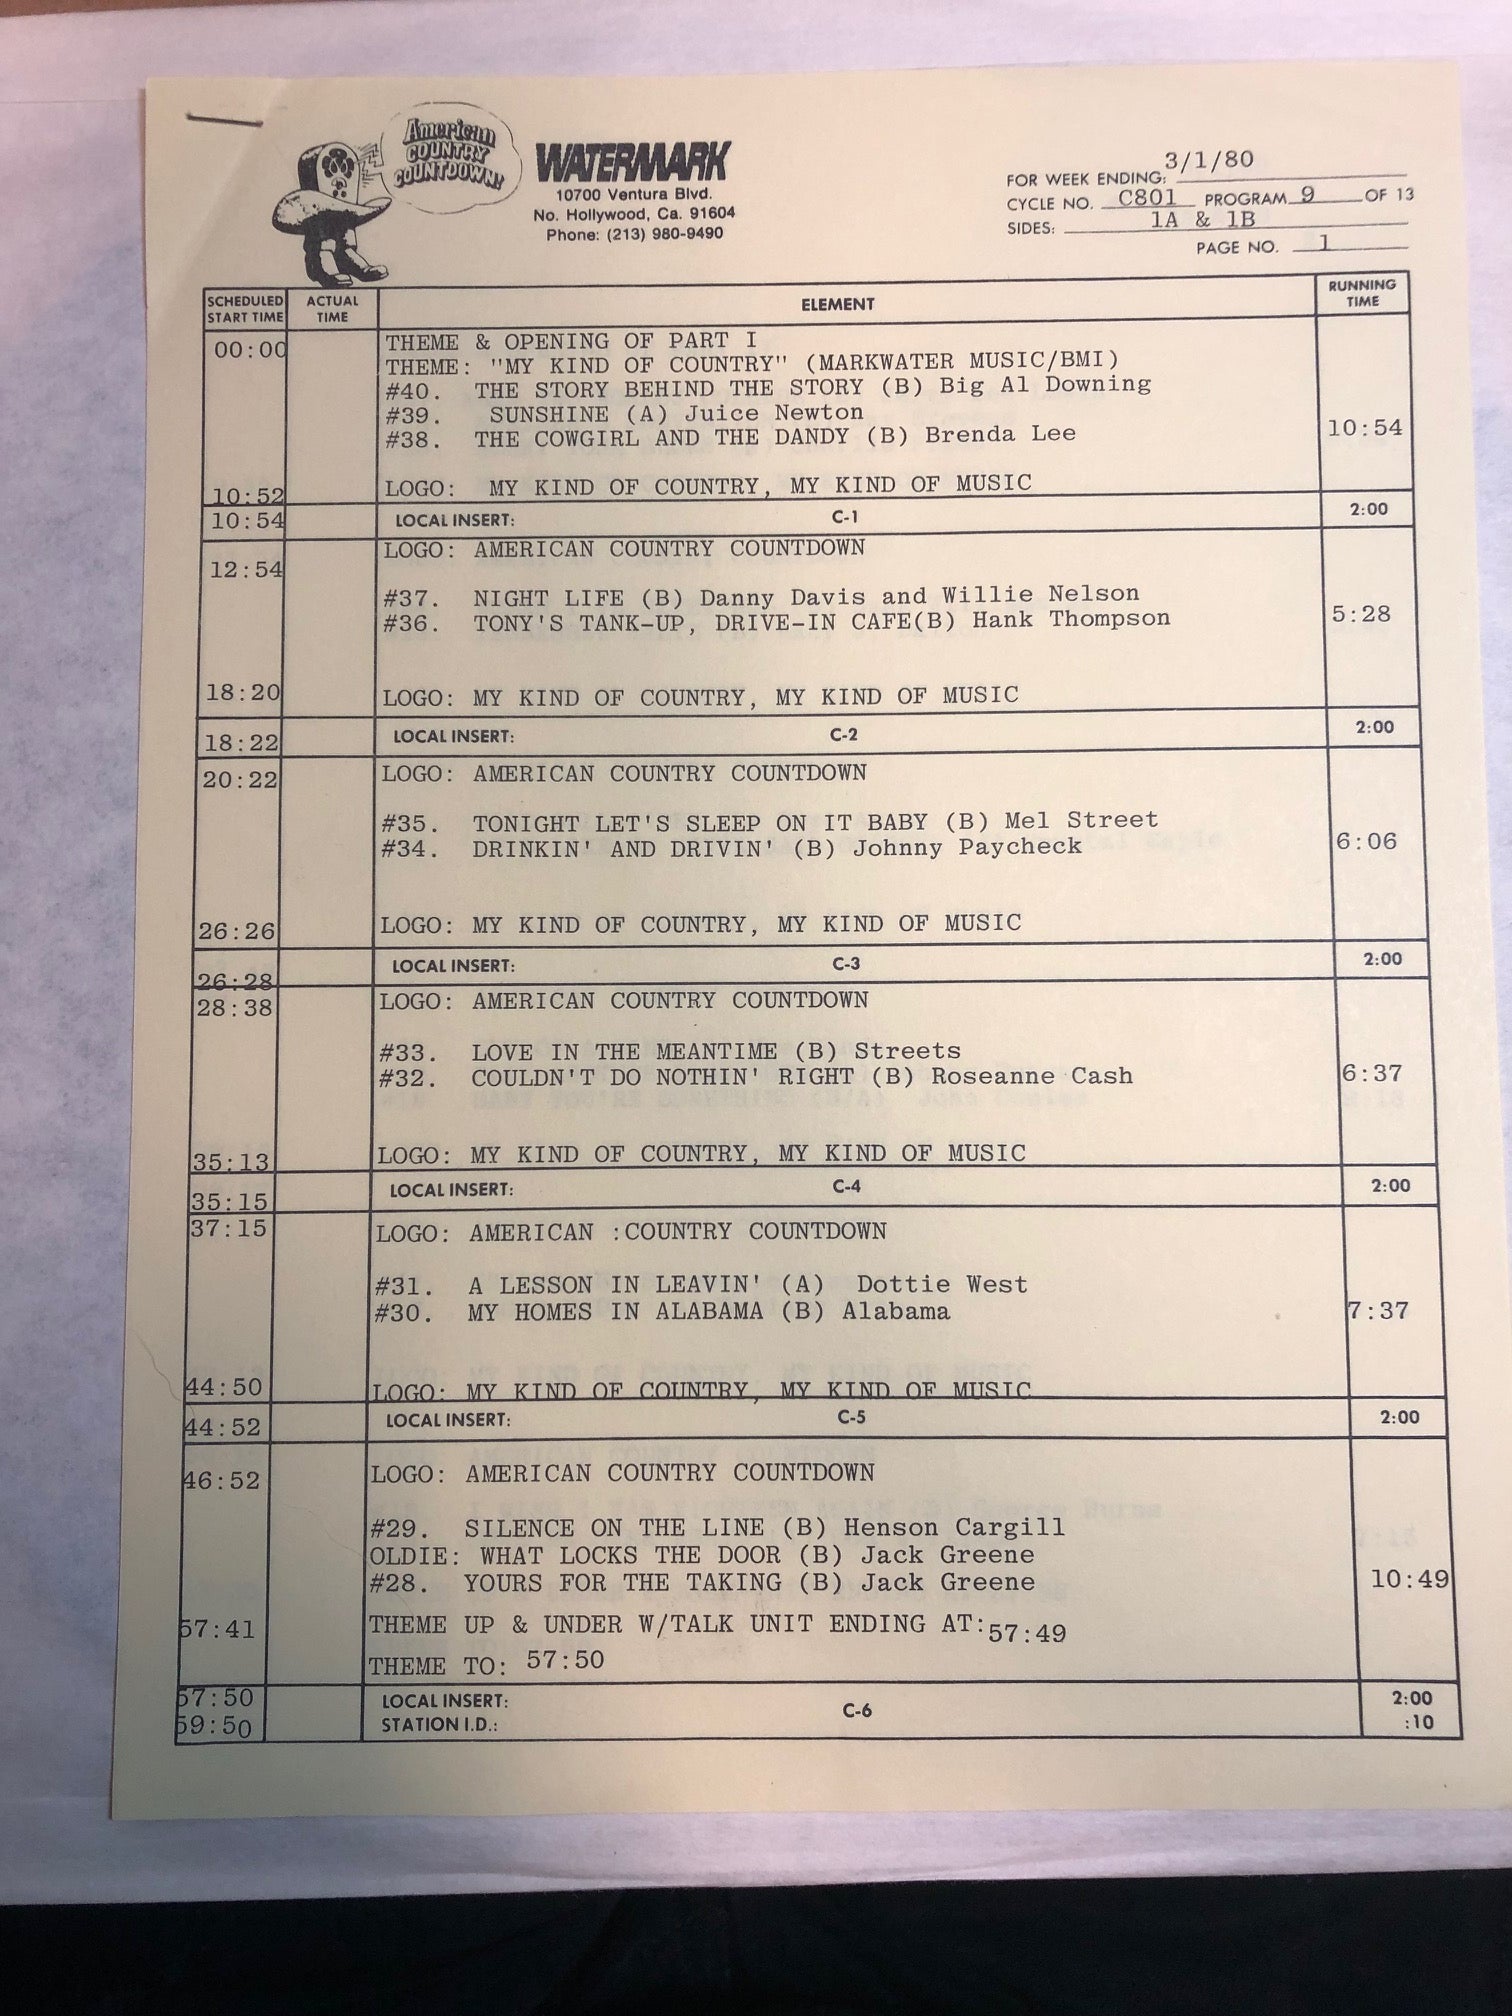 American
COUNTRY
COUNTDOWN!
WATERMARK
10700 Ventura Blvd.
No. Hollywood, Ca. 91604
Phone: (213) 980-9490
FOR WEEK ENDING: 3/1/80
CYCLE NO. C801 PROGRAM 9 OF 13
SIDES: 1A & 1B
PAGE NO. 1
SCHEDULED START TIME ACTUAL TIME ELEMENT RUNNING TIME
00:00 THEME & OPENING OF PART I
THEME: "MY KIND OF COUNTRY" (MARKWATER MUSIC/BMI)
#40. THE STORY BEHIND THE STORY (B) Big Al Downing
#39. SUNSHINE (A) Juice Newton
#38. THE COWGIRL AND THE DANDY (B) Brenda Lee 10:54
10:52 LOGO: MY KIND OF COUNTRY, MY KIND OF MUSIC
10:54 LOCAL INSERT: C-1 2:00
LOGO: AMERICAN COUNTRY COUNTDOWN
12:54
#37. NIGHT LIFE (B) Danny Davis and Willie Nelson
#36. TONY'S TANK-UP, DRIVE-IN CAFE(B) Hank Thompson 5:28
18:20 LOGO: MY KIND OF COUNTRY, MY KIND OF MUSIC
18:22 LOCAL INSERT: C-2 2:00
20:22 LOGO: AMERICAN COUNTRY COUNTDOWN
#35. TONIGHT LET'S SLEEP ON IT BABY (B) Mel Street
#34. DRINKIN' AND DRIVIN' (B) Johnny Paycheck 6:06
26:26 LOGO: MY KIND OF COUNTRY, MY KIND OF MUSIC
26:28 LOCAL INSERT: C-3 2:00
28:38 LOGO: AMERICAN COUNTRY COUNTDOWN
#33. LOVE IN THE MEANTIME (B) Streets
#32. COULDN'T DO NOTHIN' RIGHT (B) Roseanne Cash 6:37
35:13 LOGO: MY KIND OF COUNTRY, MY KIND OF MUSIC
35:15 LOCAL INSERT: C-4 2:00
37:15 LOGO: AMERICAN :COUNTRY COUNTDOWN
#31. A LESSON IN LEAVIN' (A) Dottie West
#30. MY HOMES IN ALABAMA (B) Alabama 7:37
44:50 LOGO: MY KIND OF COUNTRY, MY KIND OF MUSIC
44:52 LOCAL INSERT: C-5 2:00
46:52 LOGO: AMERICAN COUNTRY COUNTDOWN
#29. SILENCE ON THE LINE (B) Henson Cargill
OLDIE: WHAT LOCKS THE DOOR (B) Jack Greene
#28. YOURS FOR THE TAKING (B) Jack Greene 10:49
57:41 THEME UP & UNDER W/TALK UNIT ENDING AT:57:49
THEME TO: 57:50
57:50 LOCAL INSERT: C-6 2:00
59:50 STATION I.D.: :10